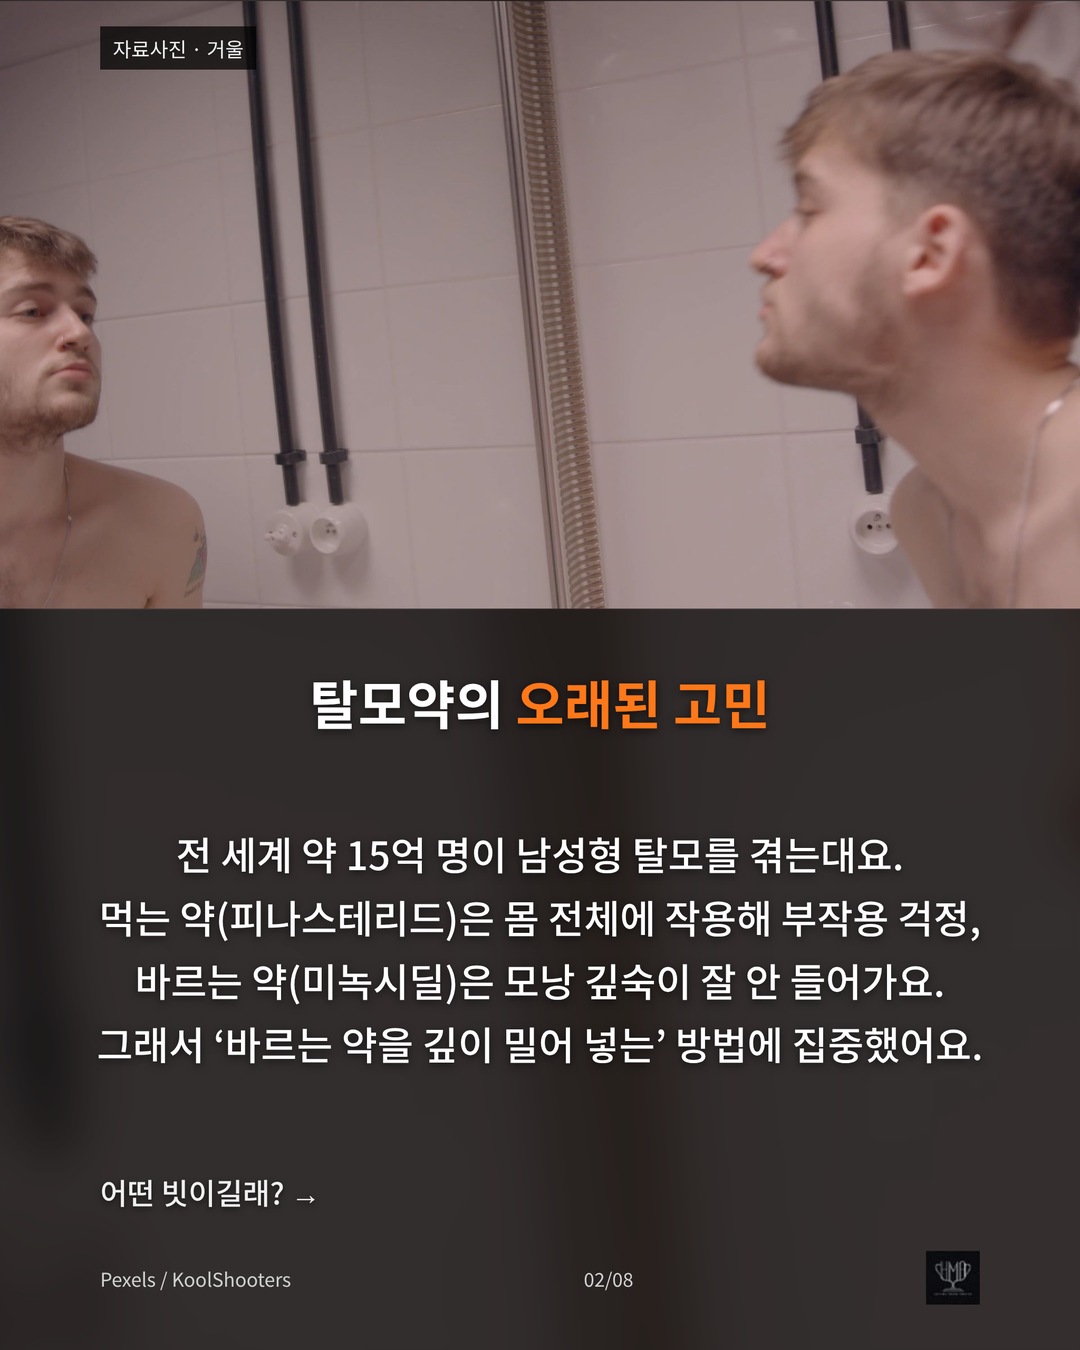 자료사진 · 거울
탈모약의 오래된 고민
전 세계 약 15억 명이 남성형 탈모를 겪는대요.
먹는 약(피나스테리드)은 몸 전체에 작용해 부작용 걱정,
바르는 약(미녹시딜)은 모낭 깊숙이 잘 안 들어가요.
그래서 ‘바르는 약을 깊이 밀어 넣는’ 방법에 집중했어요.
어떤 빗이길래? →
Pexels / KoolShooters
02/08